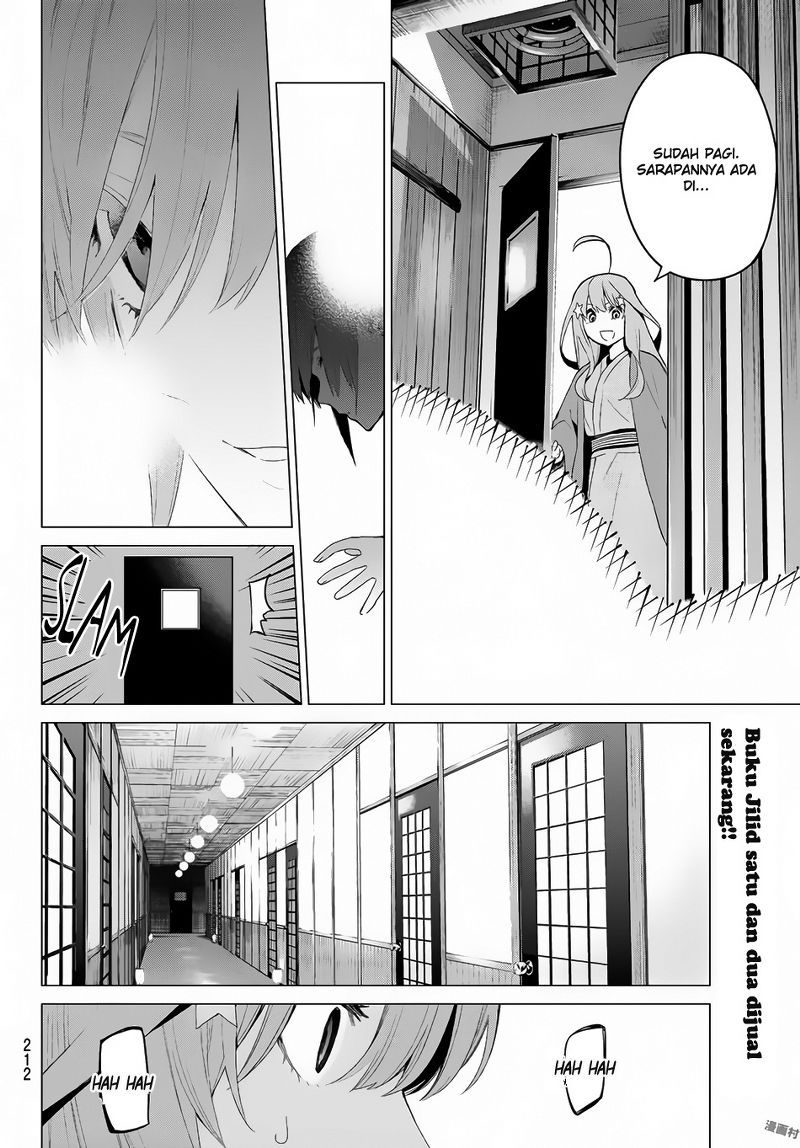 SUDAH PAGI.
SARAPANNYA ADA
DI...
SLAM
Buku Jilid satu dan dua dijual
sekarang!!
HAH HAH
HAH HAH
212
漫画村